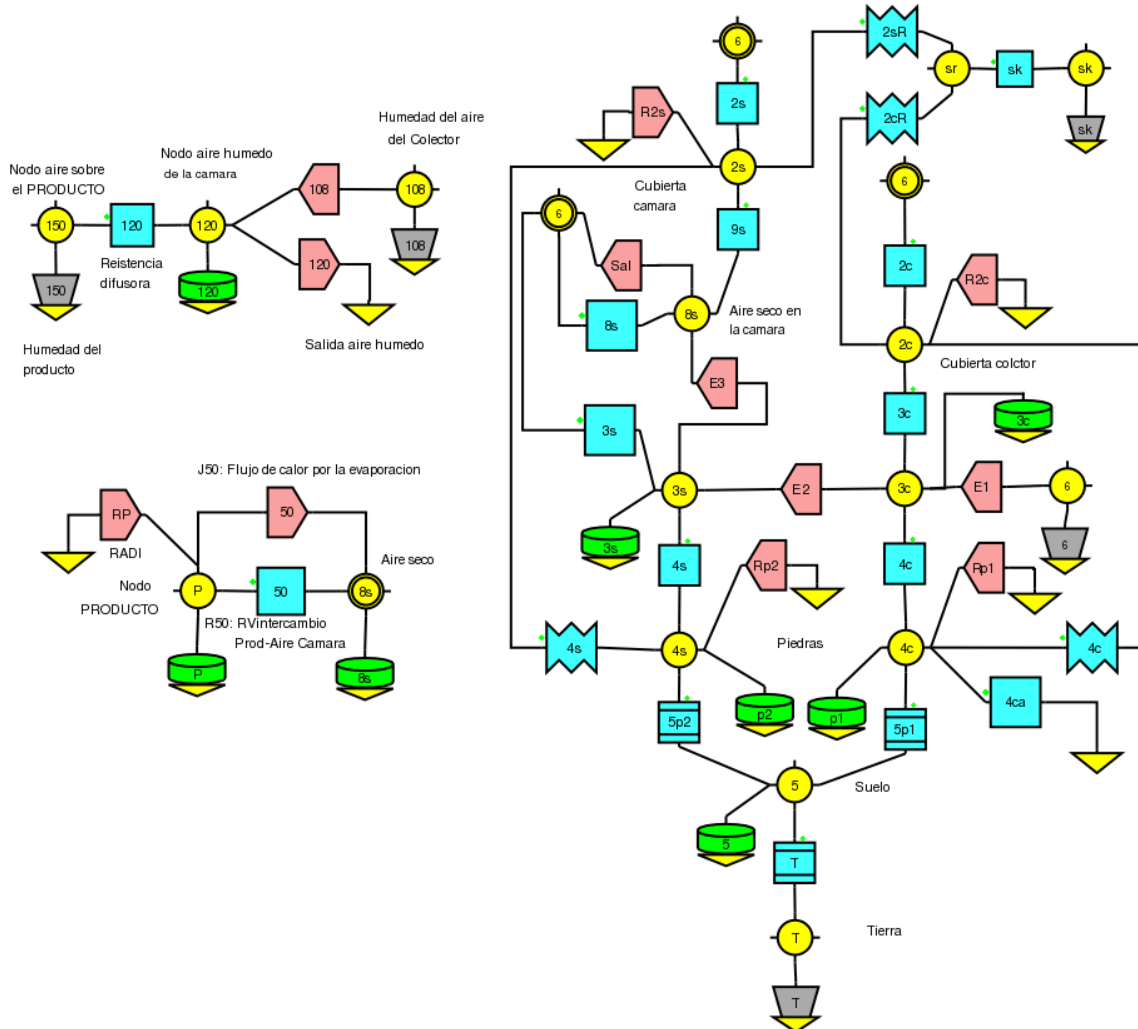 6
2sR
sr
sk
sk
2s
R2s
2cR
sk
Humedad del aire
del Colector
Nodo aire humedo
de la camara
Nodo aire sobre
el PRODUCTO
108
108
2s
6
Cubierta
camara
150
120
120
6
9s
108
Reistencia
difusora
120
Sal
2c
R2c
150
120
8s
8s
Aire seco en
la camara
Salida aire humedo
Humedad del
producto
2c
Cubierta colctor
E3
3c
3c
3s
J50: Flujo de calor por la evaporacion
3s
E2
3c
E1
6
RP
50
RADI
3s
6
Aire seco
4s
Rp2
4c
Rp1
Nodo
PRODUCTO
P
50
8s
R50: RVintercambio
Prod-Aire Camara
Piedras
4s
4s
4c
4c
P
8s
p2
p1
4ca
5p2
5p1
5
Suelo
5
T
T
Tierra
T